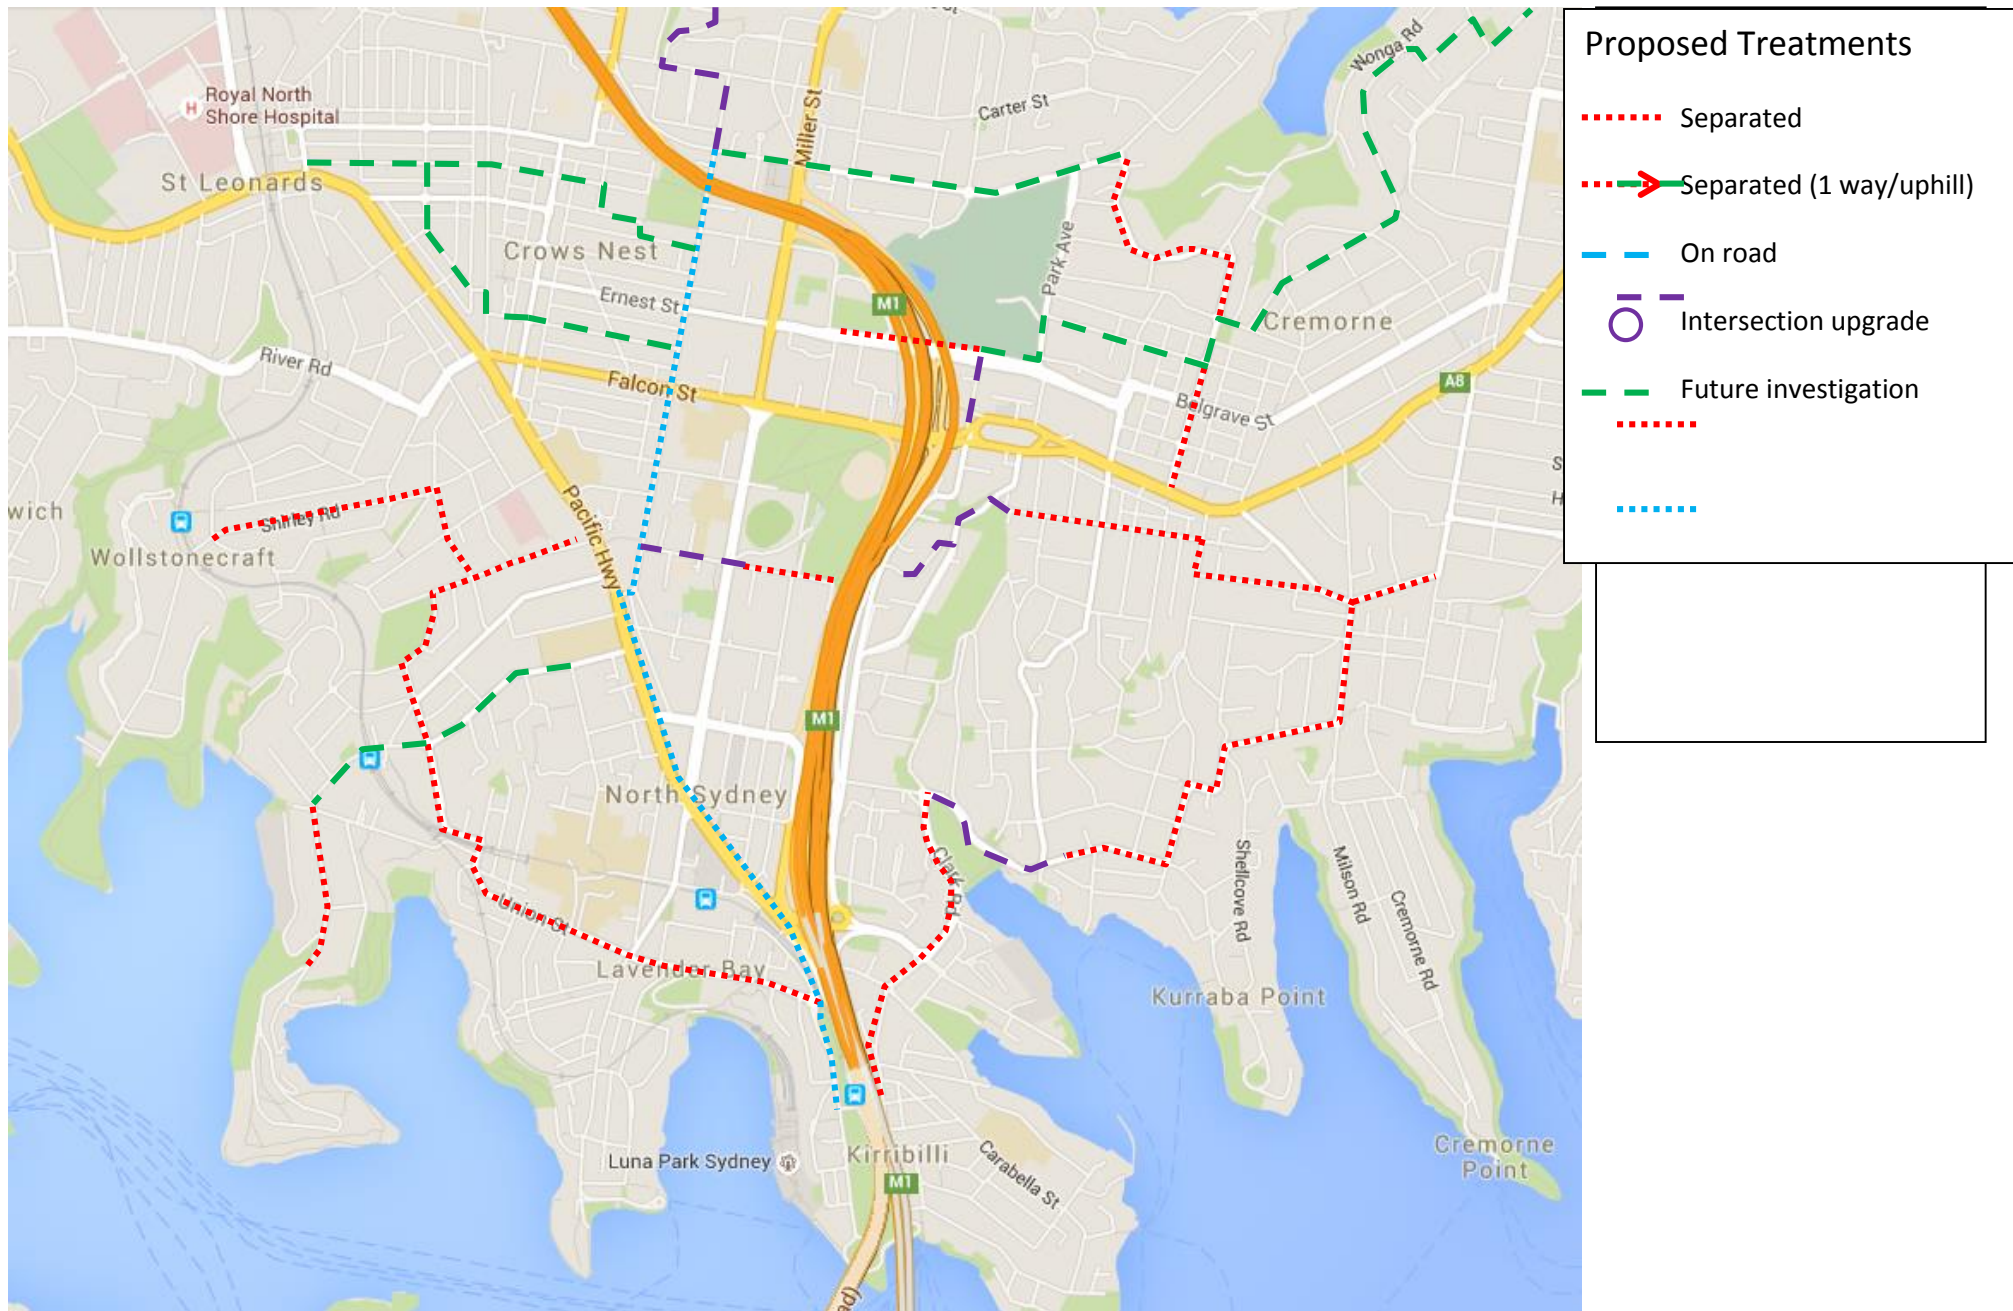 Proposed Treatments
Separated
Separated (1 way/uphill)
On road
Intersection upgrade
Future investigation
Wonga Rd
Royal North
Shore Hospital
H
Carter St
Miller St
St Leonards
Crows Nest
Park Ave
Ernest St
M1
Cremorne
River Rd
Falcon St
A8
Belgrave St
S
H
wich
Pacific Hwy
Shirley Rd
Wollstonecraft
M1
North Sydney
Clark Rd
Shellcove Rd
Milson Rd
Cremorne Rd
Union St
Lavender Bay
Kurraba Point
Luna Park Sydney
Kirribilli
Carabella St
Cremorne
Point
M1
ad)